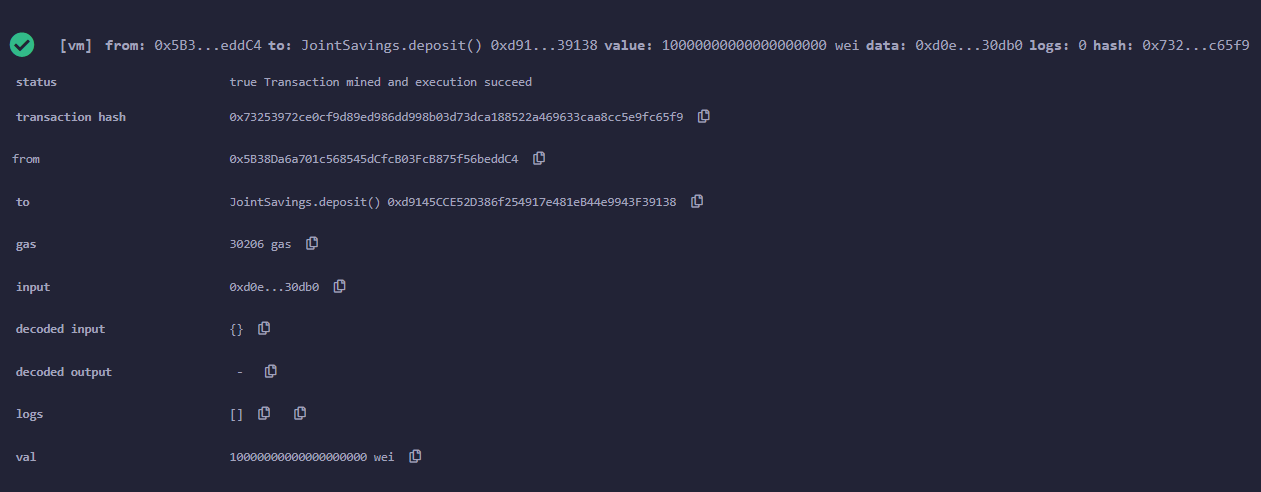 [vm] from: 0x5B3...eddC4 to: JointSavings.deposit() 0xd91...39138 value: 10000000000000000000 wei data: 0xd0e...30db0 logs: 0 hash: 0x732...c65f9
status true Transaction mined and execution succeed
transaction hash 0x73253972ce0cf9d89ed986dd998b03d73dca188522a469633caa8cc5e9fc65f9
from 0x5B38Da6a701c568545dCfcB03FcB875f56beddC4
to JointSavings.deposit() 0xd9145CCE52D386f254917e481eB44e9943F39138
gas 30206 gas
input 0xd0e...30db0
decoded input {}
decoded output -
logs []
val 10000000000000000000 wei